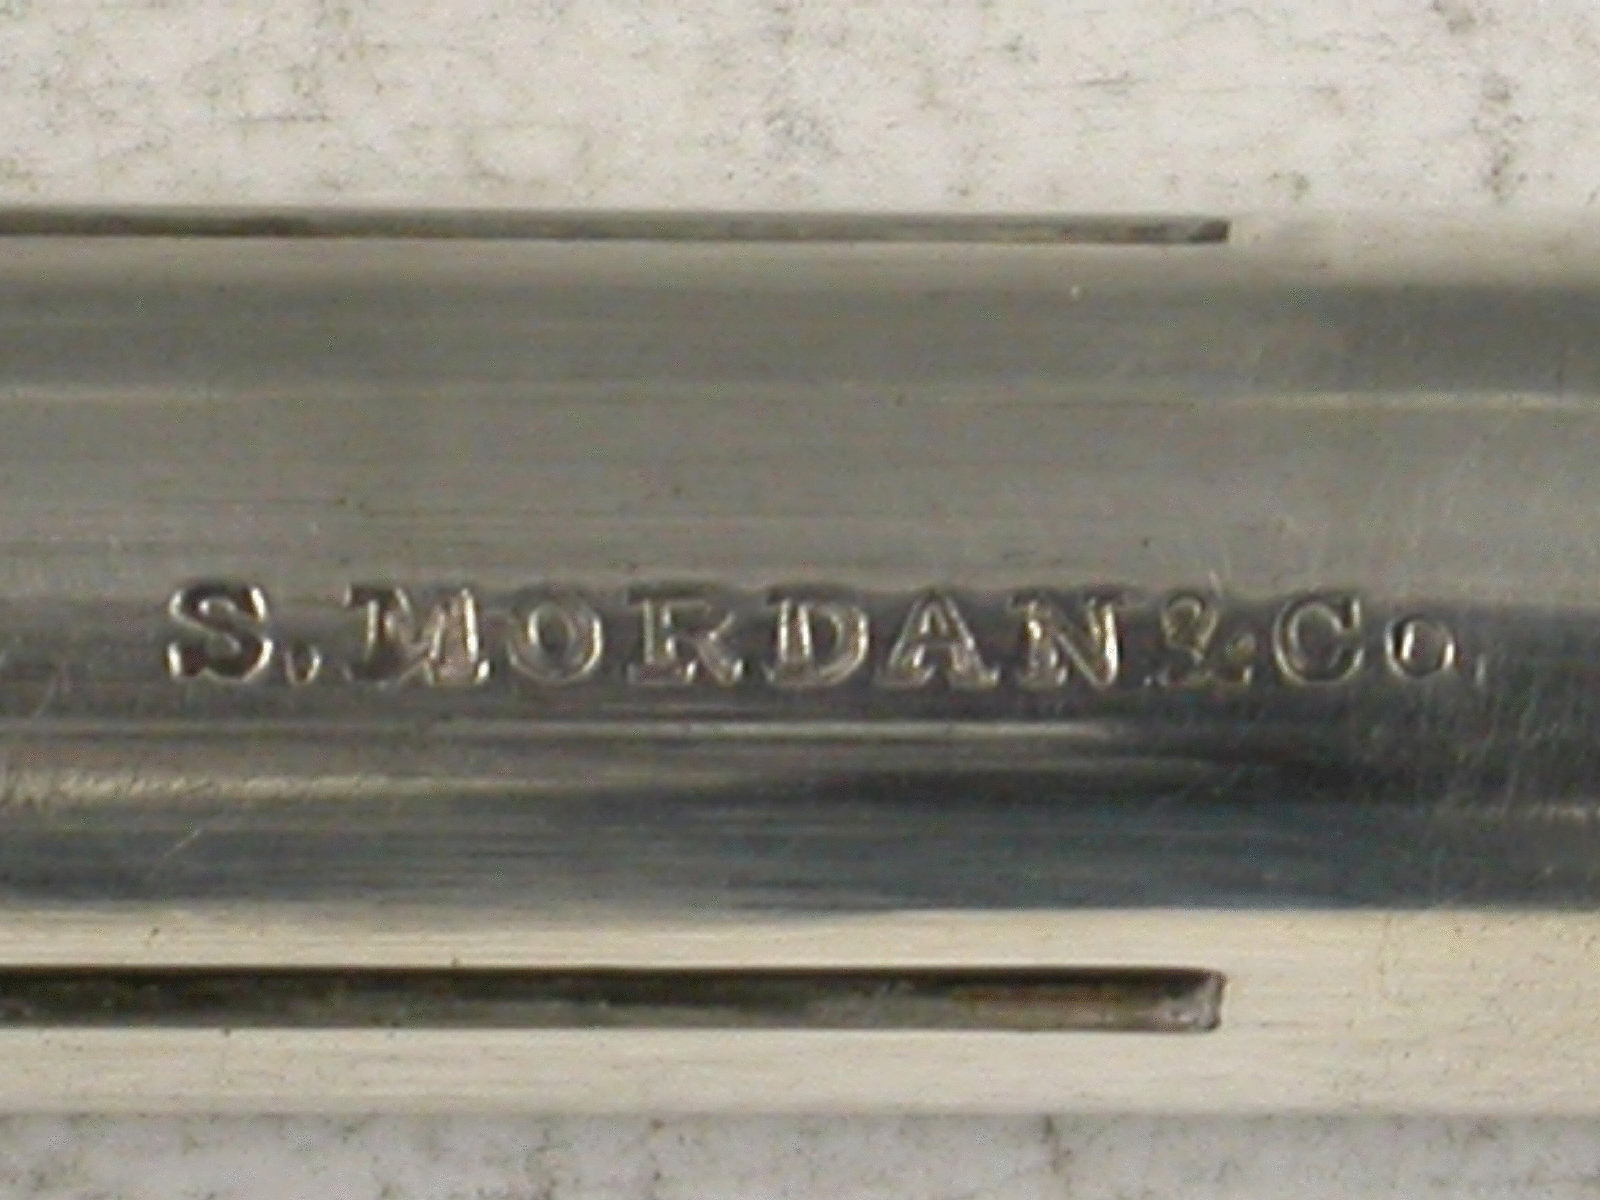 S. MORDAN & Co.